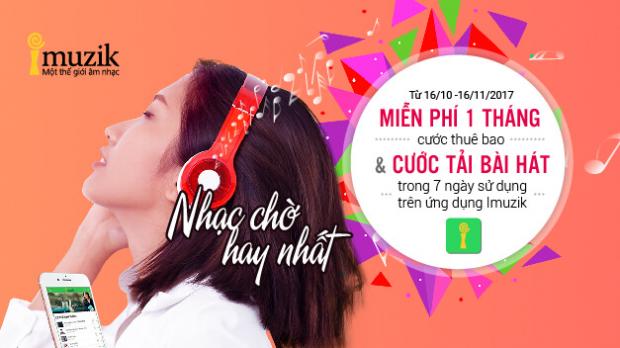 imuzik
Một thế giới âm nhạc
Từ 16/10 -16/11/2017
MIỄN PHÍ 1 THÁNG
cước thuê bao
& CƯỚC TẢI BÀI HÁT
trong 7 ngày sử dụng
trên ứng dụng Imuzik
Nhạc chờ
hay nhất